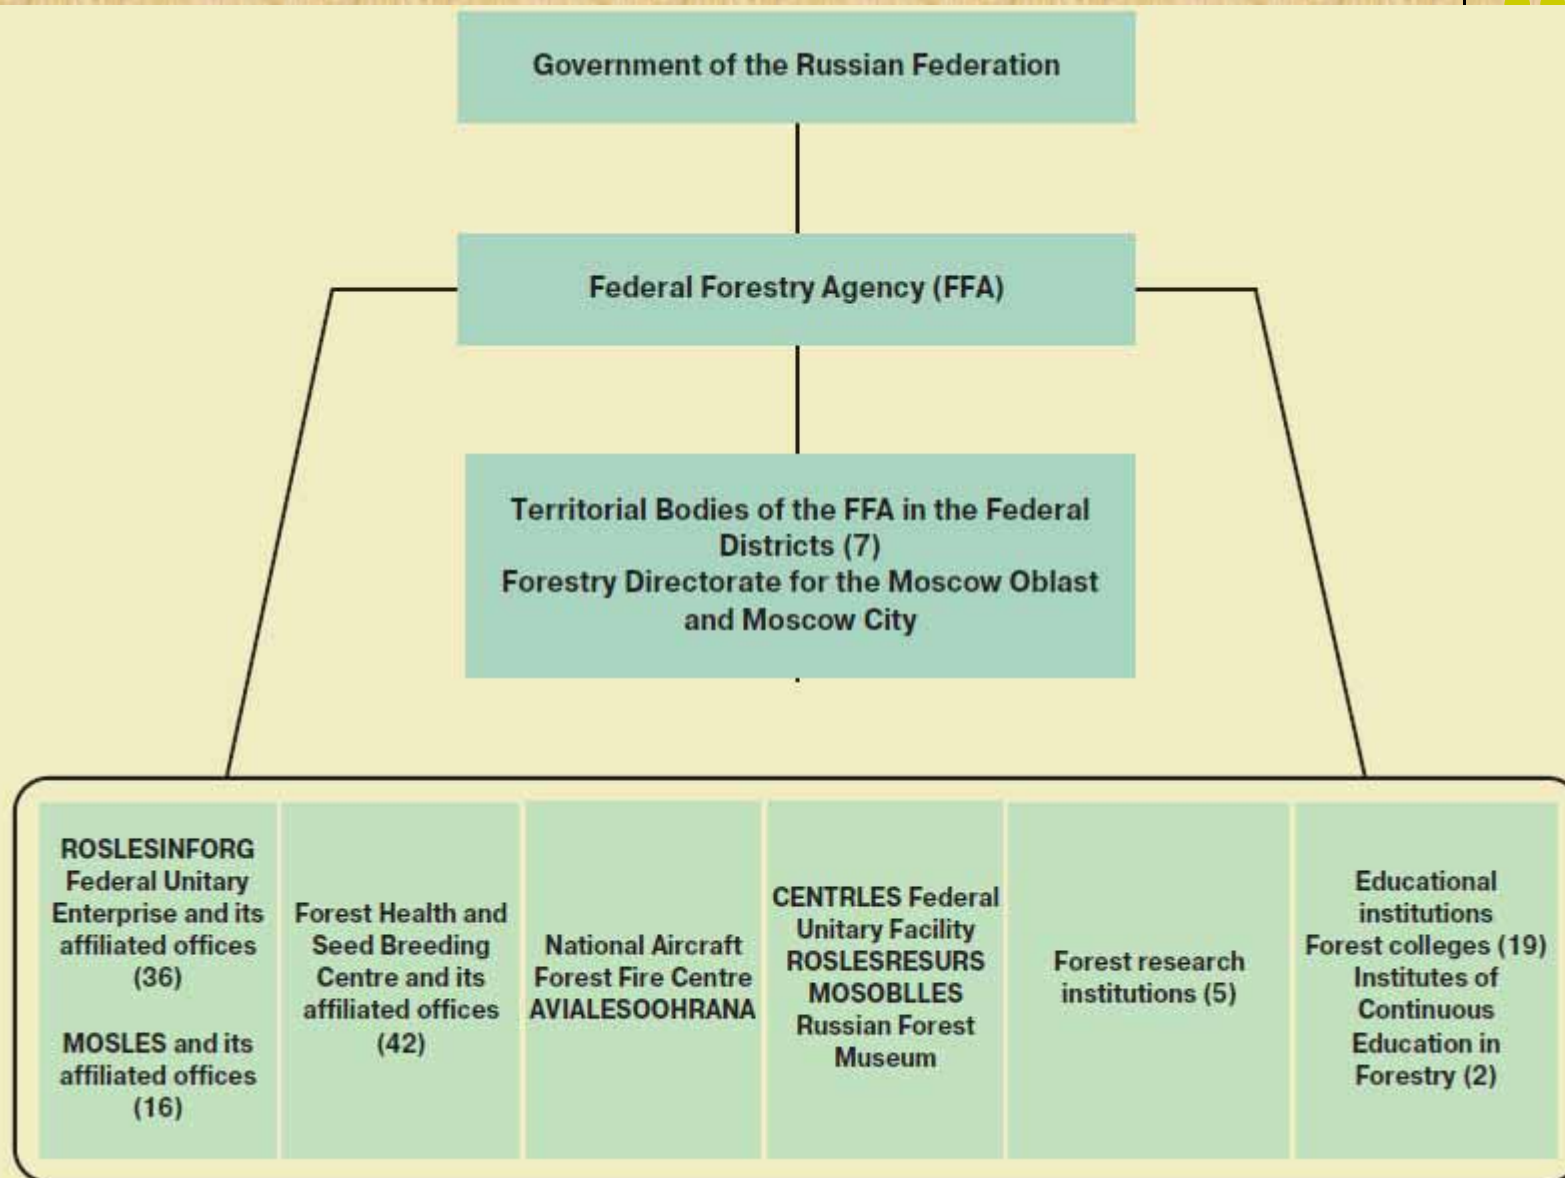 Government of the Russian Federation
Federal Forestry Agency (FFA)
Territorial Bodies of the FFA in the Federal
Districts (7)
Forestry Directorate for the Moscow Oblast
and Moscow City
ROSLESINFORG
Federal Unitary
Enterprise and its
affiliated offices
(36)
MOSLES and its
affiliated offices
(16)
Forest Health and
Seed Breeding
Centre and its
affiliated offices
(42)
National Aircraft
Forest Fire Centre
AVIALESOOHRANA
CENTRLES Federal
Unitary Facility
ROSLESRESURS
MOSOBLLES
Russian Forest
Museum
Forest research
institutions (5)
Educational
institutions
Forest colleges (19)
Institutes of
Continuous
Education in
Forestry (2)